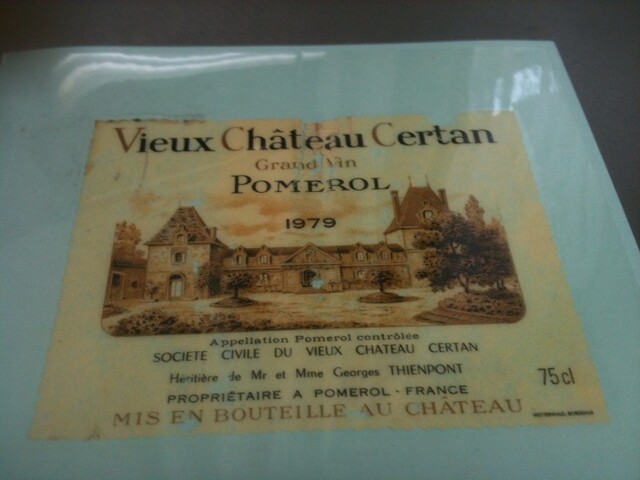 Vieux Château Certan
Grand Vin
POMEROL
1979
Appellation Pomerol contrôlée
SOCIETE CIVILE DU VIEUX CHATEAU CERTAN
Héritière de Mr et Mme Georges THIENPONT
75 cl
PROPRIÉTAIRE A POMEROL - FRANCE
MIS EN BOUTEILLE AU CHÂTEAU